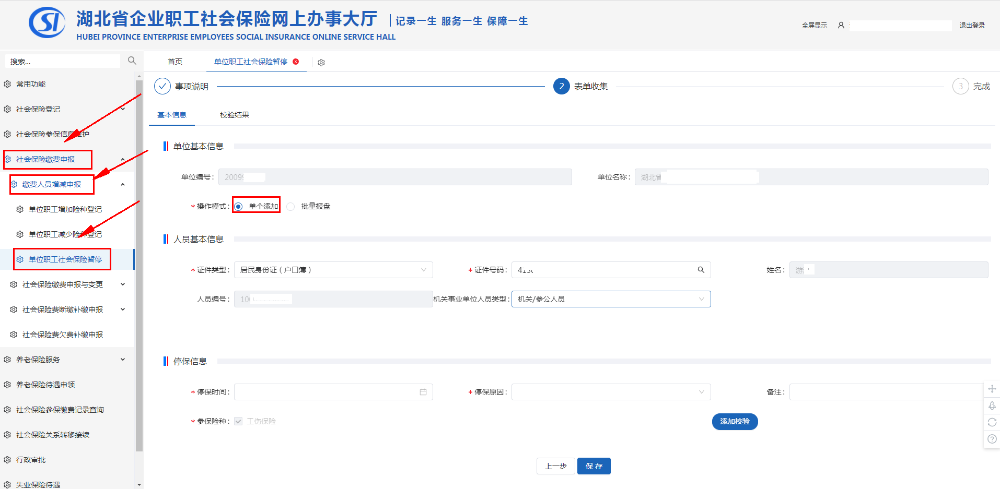 湖北省企业职工社会保险网上办事大厅
记录一生 服务一生 保障一生
HUBEI PROVINCE ENTERPRISE EMPLOYEES SOCIAL INSURANCE ONLINE SERVICE HALL
全屏显示
退出登录
搜索...
常用功能
社会保险登记
社会保险参保信息维护
社会保险缴费申报
缴费人员增减申报
单位职工增加险种登记
单位职工减少险种登记
单位职工社会保险暂停
社会保险缴费申报与变更
社会保险费断缴补缴申报
社会保险费欠费补缴申报
养老保险服务
养老保险待遇申领
社会保险参保缴费记录查询
社会保险关系转移接续
行政审批
失业保险待遇
首页
单位职工社会保险暂停
事项说明
2 表单收集
3 完成
基本信息
校验结果
单位基本信息
单位编号: 2009
单位名称: 湖北省
*操作模式: 单个添加 批量报盘
人员基本信息
*证件类型: 居民身份证(户口簿)
*证件号码: 41
姓名: 游
人员编号: 10
机关事业单位人员类型: 机关/参公人员
停保信息
*停保时间:
*停保原因:
备注:
*参保险种: 工伤保险
添加校验
上一步
保 存